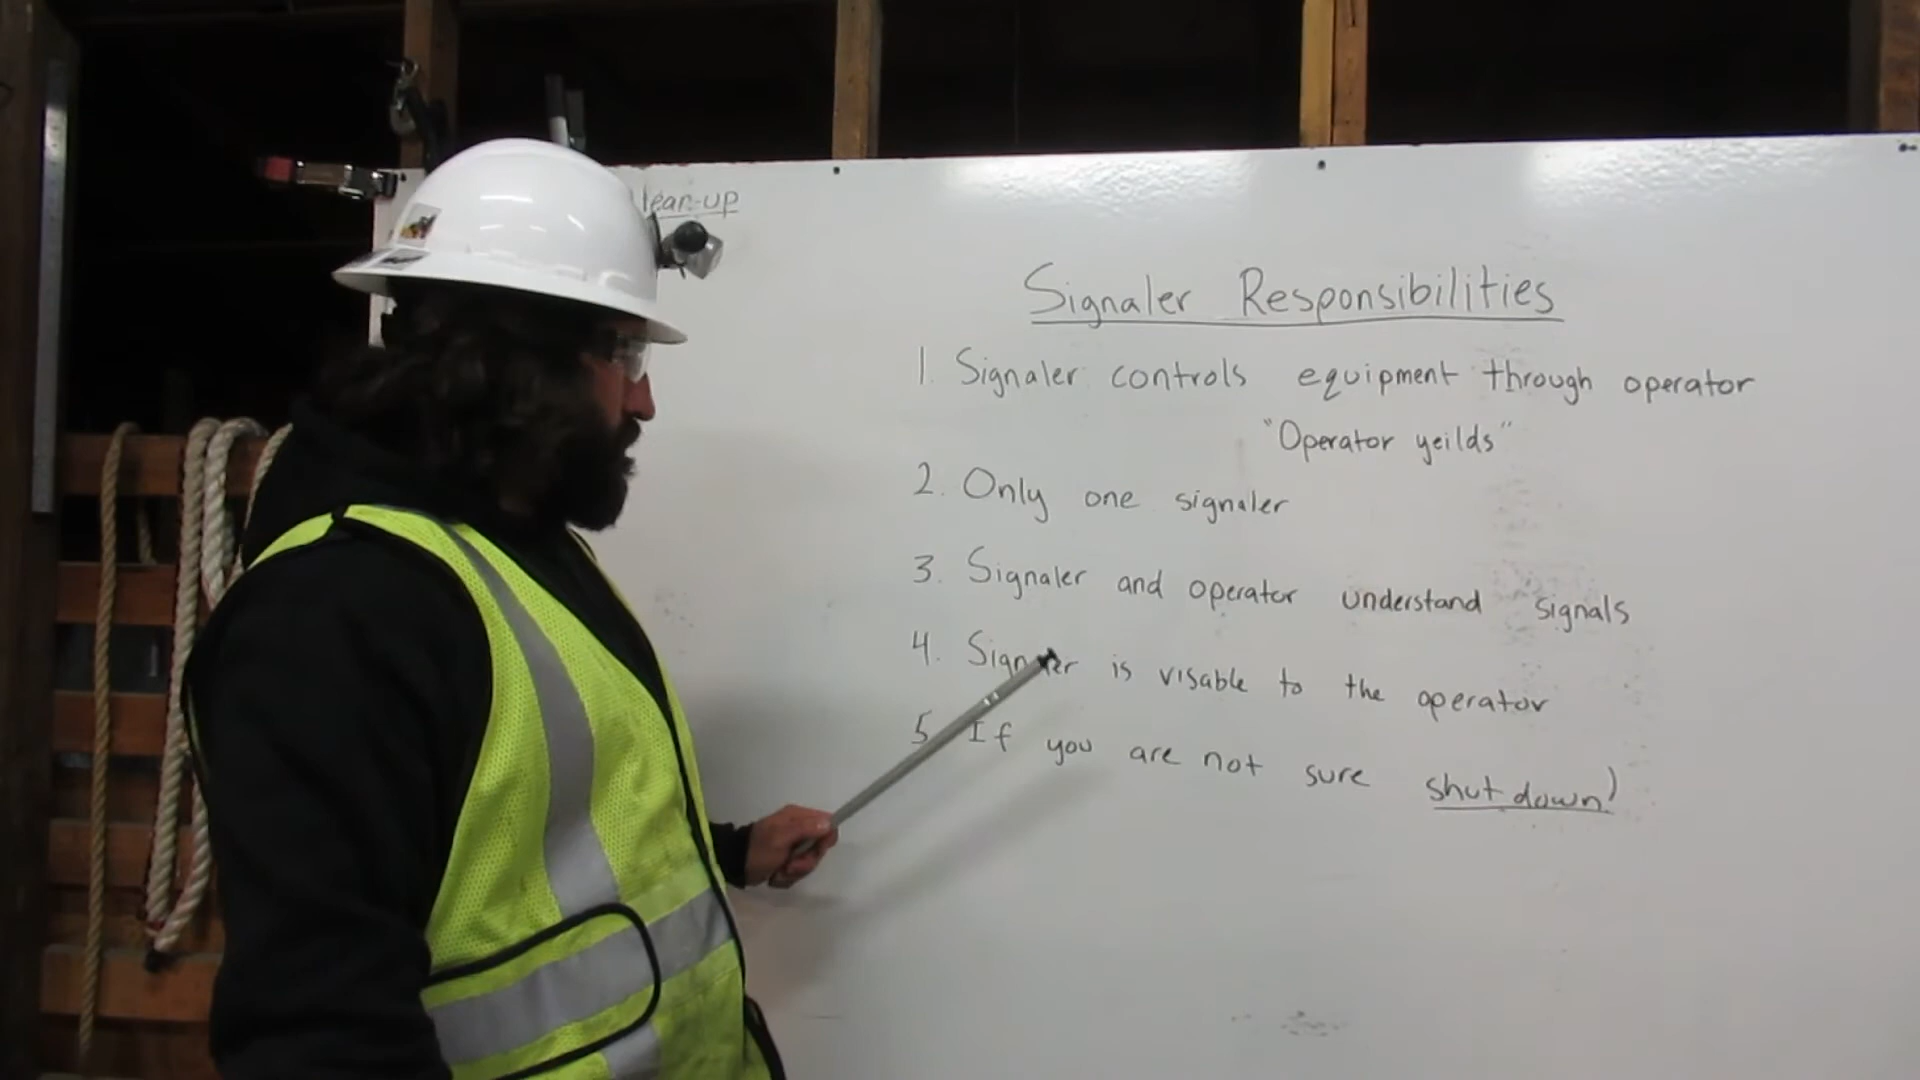 lean-up
Signaler Responsibilities
1. Signaler controls equipment through operator
"Operator yeilds"
2. Only one signaler
3. Signaler and operator understand signals
4. Signaler is visable to the operator
5. If you are not sure shut down!